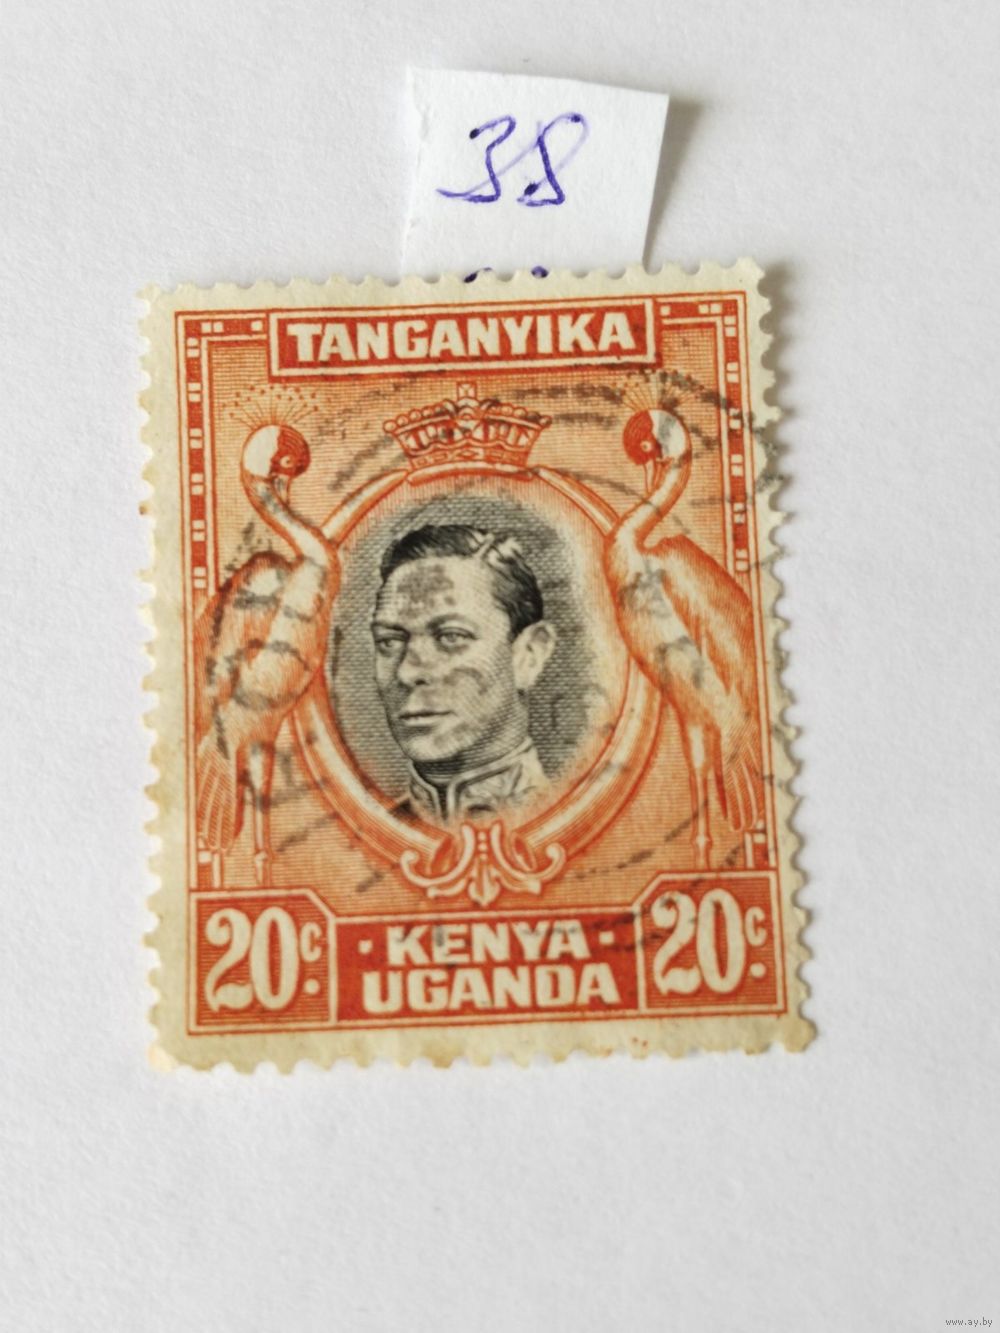 38
TANGANYIKA
20c.
· KENYA ·
UGANDA
20c.
www.ay.by